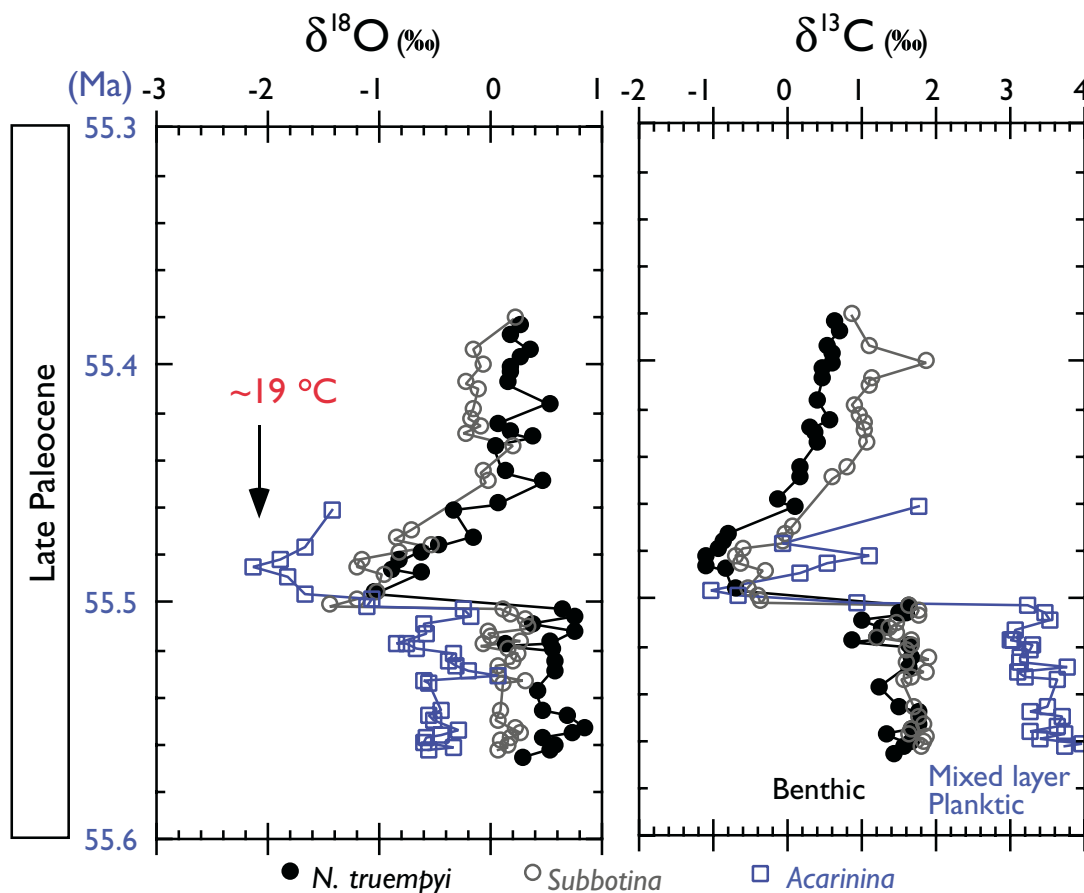 δ¹⁸O (‰)
δ¹³C (‰)
(Ma)
-3 -2 -1 0 1
-2 -1 0 1 2 3 4
55.3
~19 °C
55.4
Late Paleocene
55.5
Benthic
Mixed layer
Planktic
55.6
N. truempyi
Subbotina
Acarinina